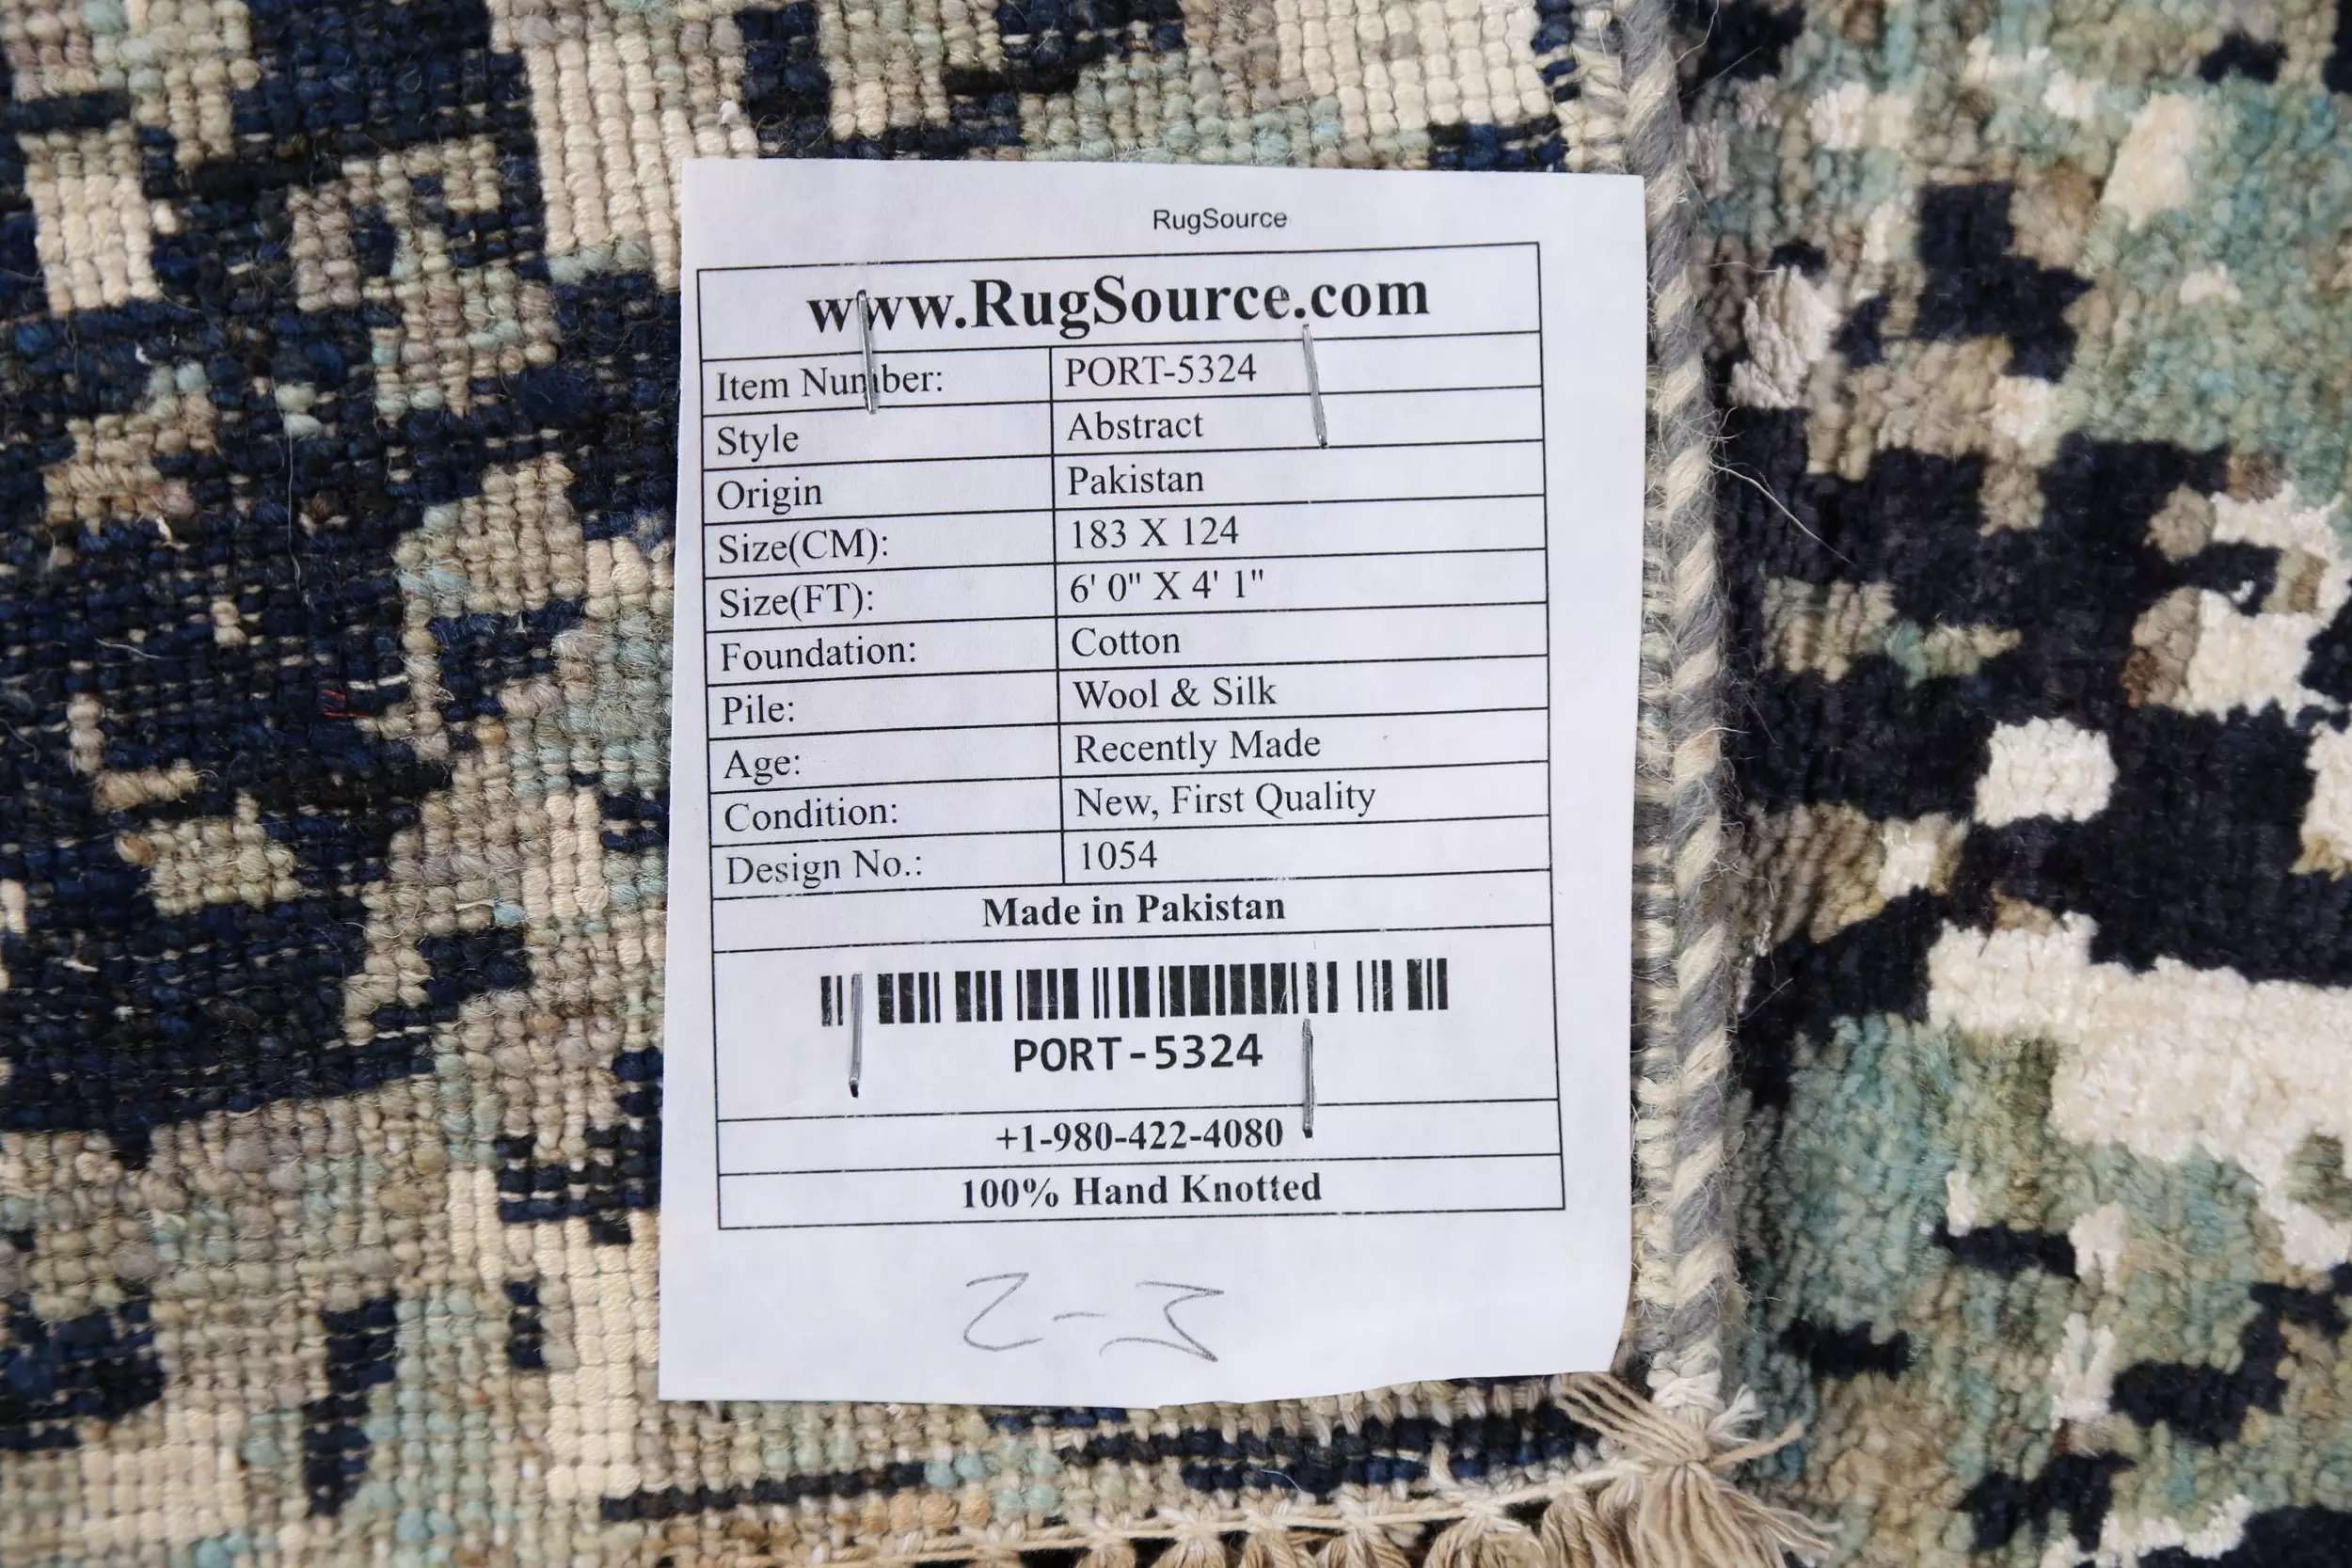 RugSource
www.RugSource.com
Item Number: PORT-5324
Style Abstract
Origin Pakistan
Size(CM): 183 X 124
Size(FT): 6' 0" X 4' 1"
Foundation: Cotton
Pile: Wool & Silk
Age: Recently Made
Condition: New, First Quality
Design No.: 1054
Made in Pakistan
PORT-5324
+1-980-422-4080
100% Hand Knotted